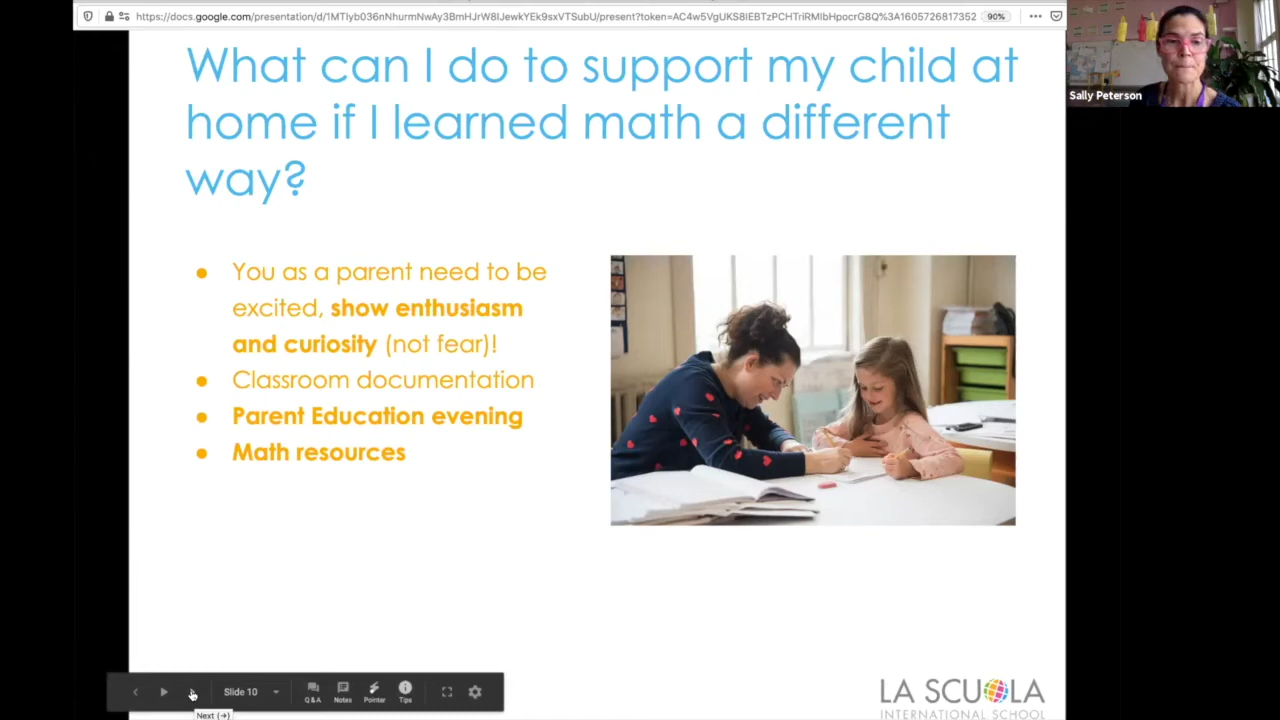 https://docs.google.com/presentation/d/1MTIyb036nNhurmNwAy3BmHJrW8IJewkYEk9sxVTSubU/present?token=AC4w5VgUKS8IEBTzPCHTriRMibHpocrG8Q%3A1605726817352 90%
Sally Peterson
What can I do to support my child at
home if I learned math a different
way?
● You as a parent need to be
excited, show enthusiasm
and curiosity (not fear)!
● Classroom documentation
● Parent Education evening
● Math resources
Slide 10 Q&A Notes Pointer Tips
Next (→)
LA SCUOLA
INTERNATIONAL SCHOOL